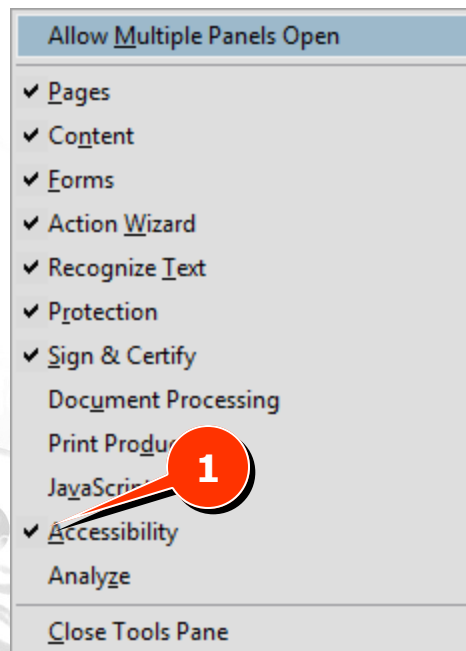 Allow Multiple Panels Open
Pages
Content
Forms
Action Wizard
Recognize Text
Protection
Sign & Certify
Document Processing
Print
1
Accessibility
Analyze
Close Tools Pane